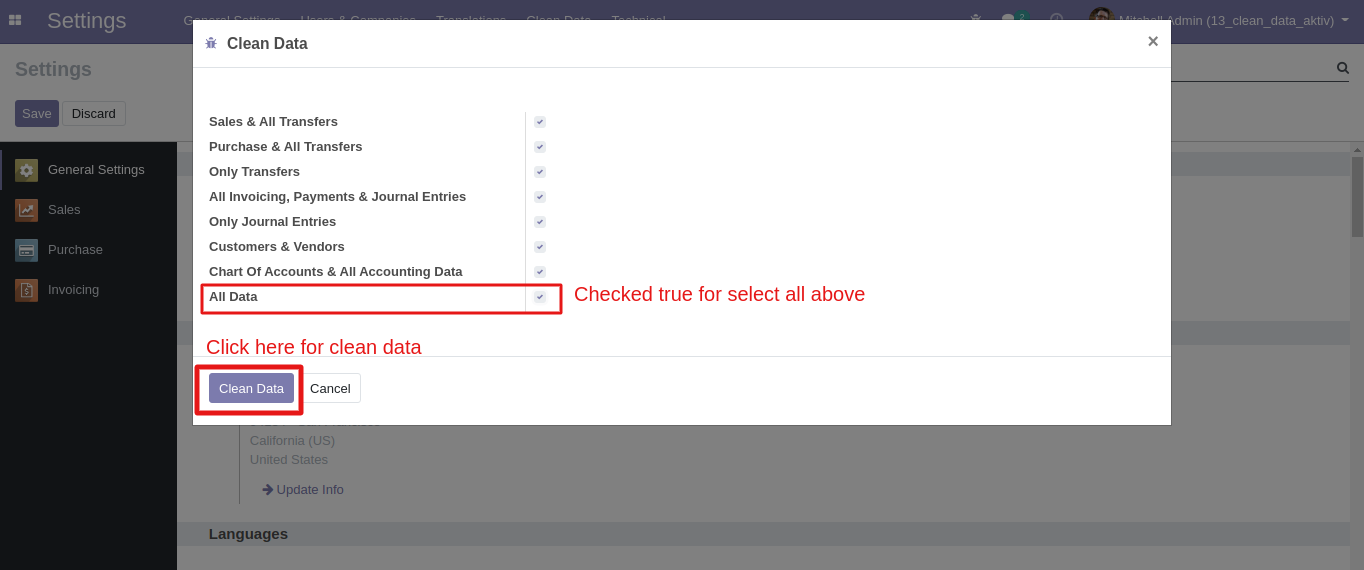 Settings General Settings Users & Companies Translations Clean Data Technical 2 Mitchell Admin (13_clean_data_aktiv)
Clean Data ×
Settings
Save Discard
Sales & All Transfers
Purchase & All Transfers
Only Transfers
All Invoicing, Payments & Journal Entries
Only Journal Entries
Customers & Vendors
Chart Of Accounts & All Accounting Data
All Data
Checked true for select all above
Click here for clean data
Clean Data Cancel
General Settings
Sales
Purchase
Invoicing
California (US)
United States
Update Info
Languages